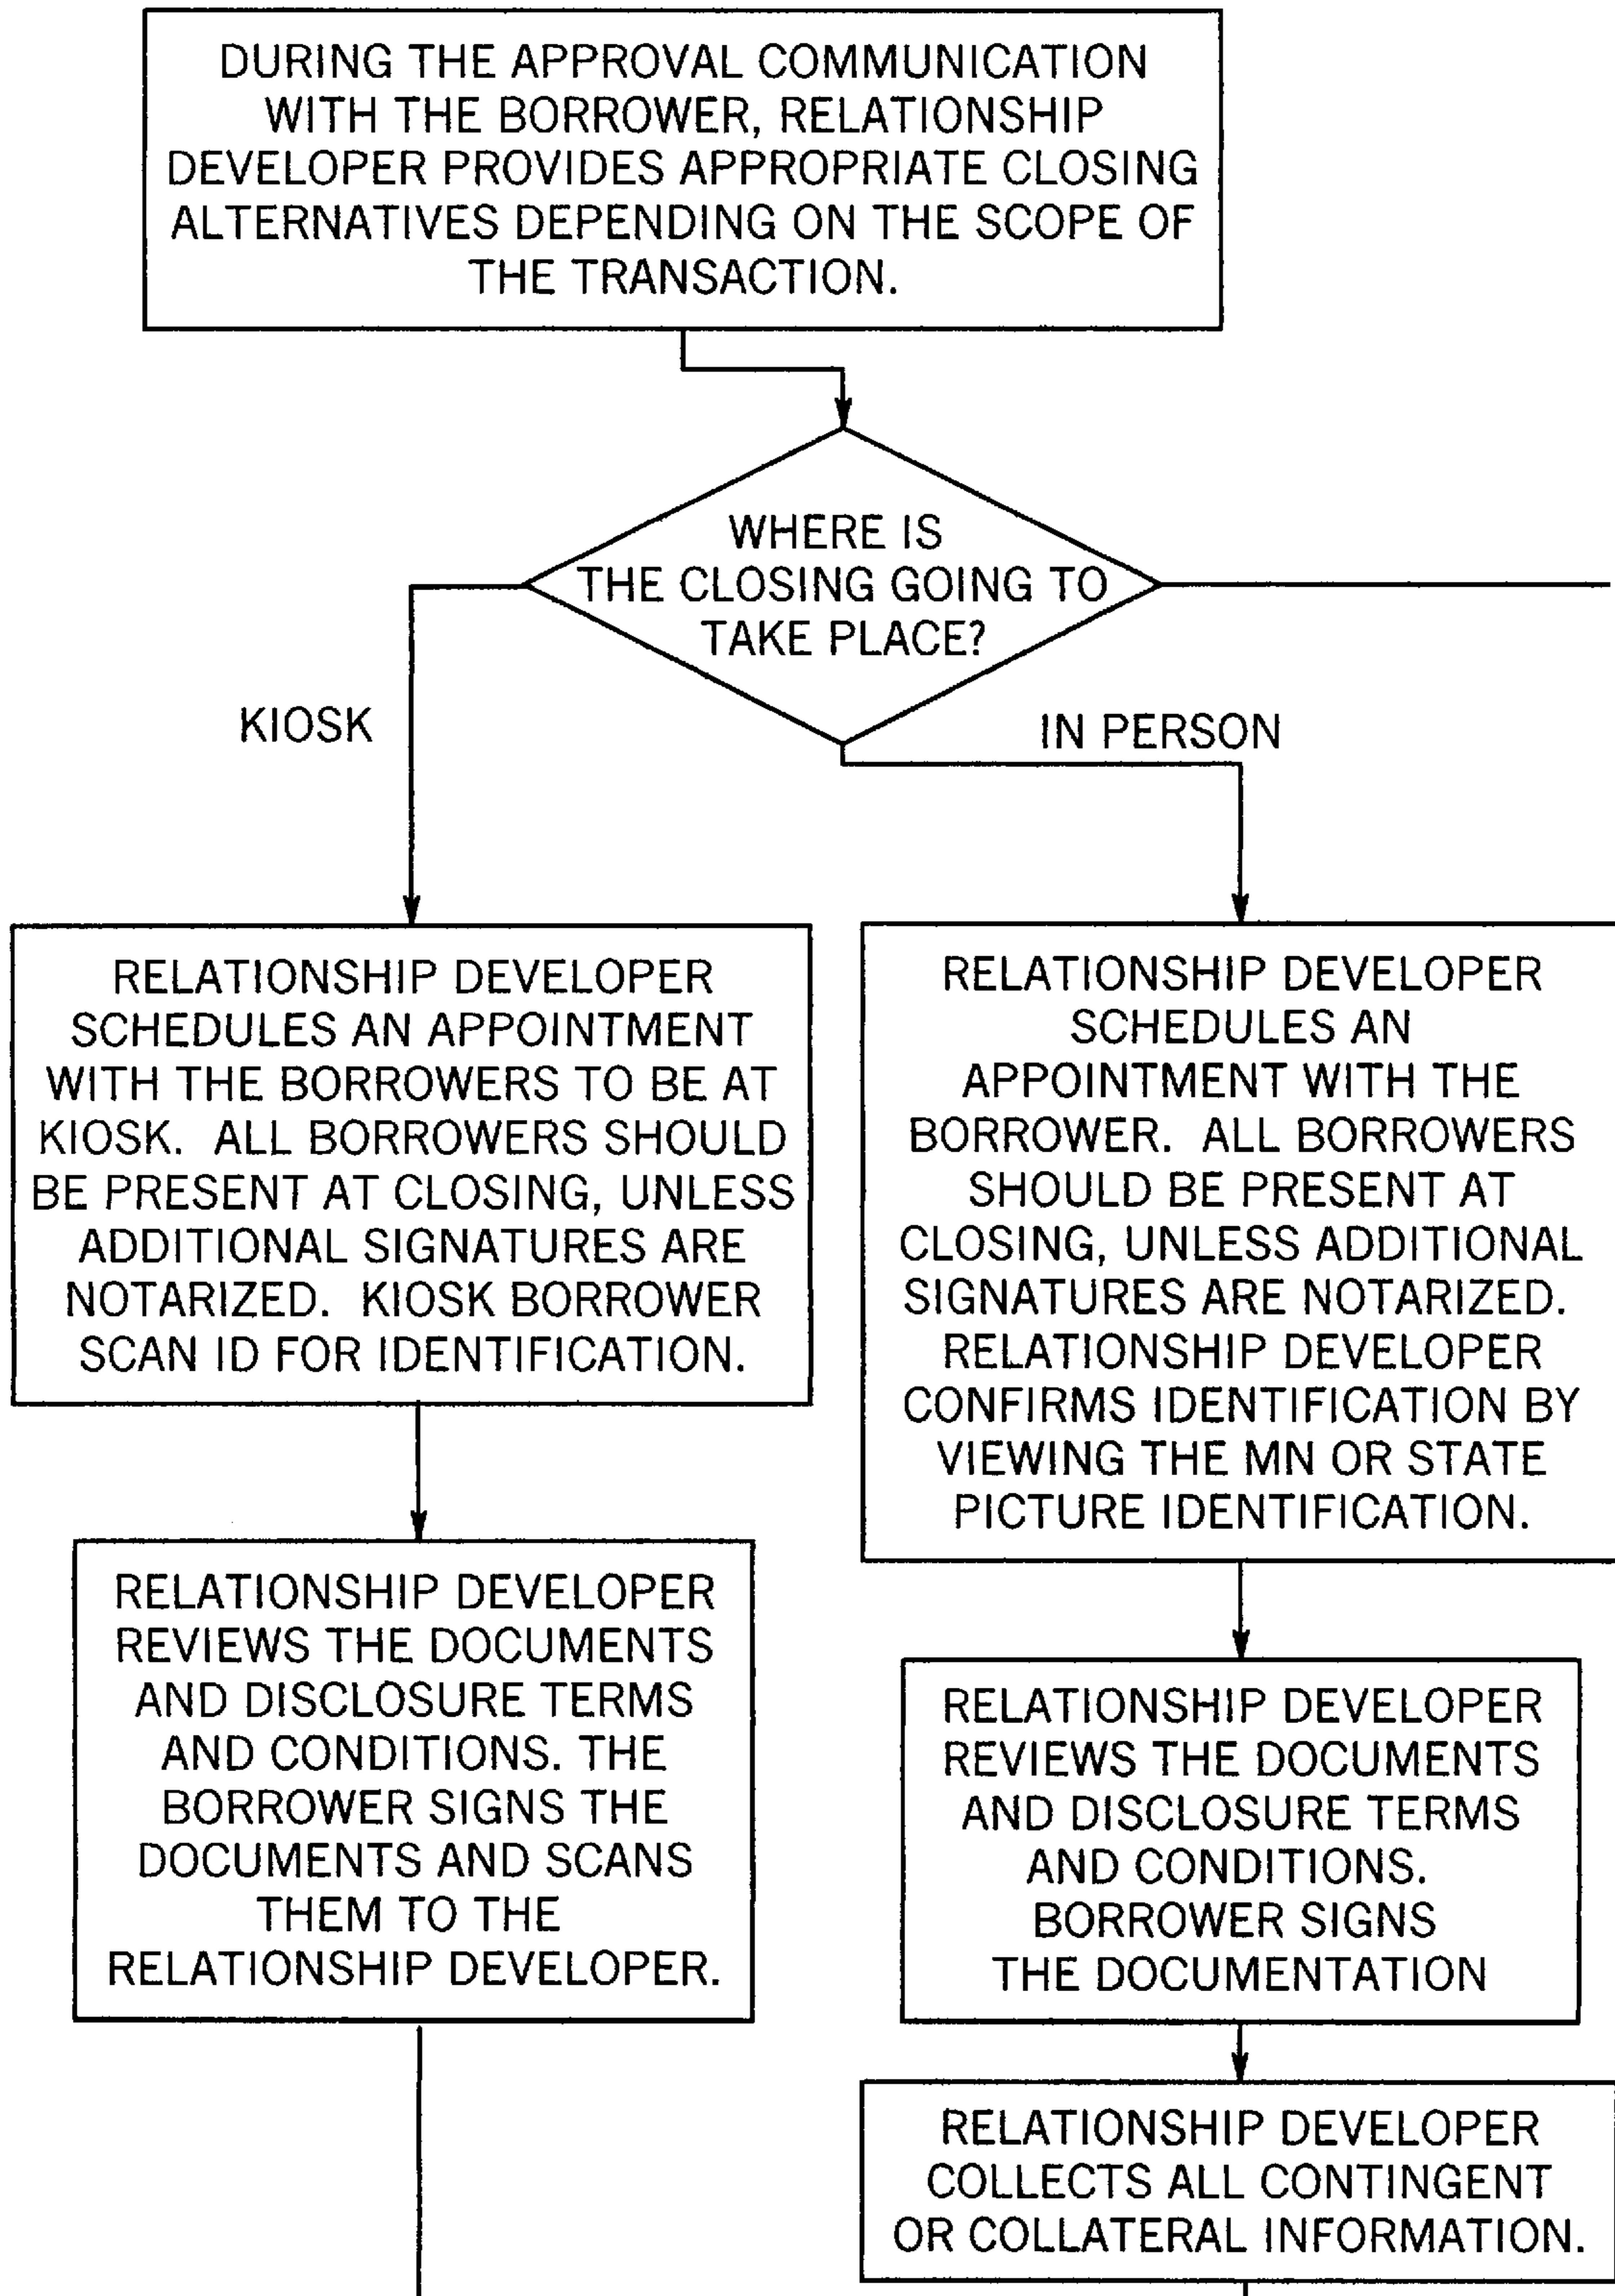 DURING THE APPROVAL COMMUNICATION
WITH THE BORROWER, RELATIONSHIP
DEVELOPER PROVIDES APPROPRIATE CLOSING
ALTERNATIVES DEPENDING ON THE SCOPE OF
THE TRANSACTION.
WHERE IS
THE CLOSING GOING TO
TAKE PLACE?
KIOSK
IN PERSON
RELATIONSHIP DEVELOPER
SCHEDULES AN APPOINTMENT
WITH THE BORROWERS TO BE AT
KIOSK. ALL BORROWERS SHOULD
BE PRESENT AT CLOSING, UNLESS
ADDITIONAL SIGNATURES ARE
NOTARIZED. KIOSK BORROWER
SCAN ID FOR IDENTIFICATION.
RELATIONSHIP DEVELOPER
SCHEDULES AN
APPOINTMENT WITH THE
BORROWER. ALL BORROWERS
SHOULD BE PRESENT AT
CLOSING, UNLESS ADDITIONAL
SIGNATURES ARE NOTARIZED.
RELATIONSHIP DEVELOPER
CONFIRMS IDENTIFICATION BY
VIEWING THE MN OR STATE
PICTURE IDENTIFICATION.
RELATIONSHIP DEVELOPER
REVIEWS THE DOCUMENTS
AND DISCLOSURE TERMS
AND CONDITIONS. THE
BORROWER SIGNS THE
DOCUMENTS AND SCANS
THEM TO THE
RELATIONSHIP DEVELOPER.
RELATIONSHIP DEVELOPER
REVIEWS THE DOCUMENTS
AND DISCLOSURE TERMS
AND CONDITIONS.
BORROWER SIGNS
THE DOCUMENTATION
RELATIONSHIP DEVELOPER
COLLECTS ALL CONTINGENT
OR COLLATERAL INFORMATION.